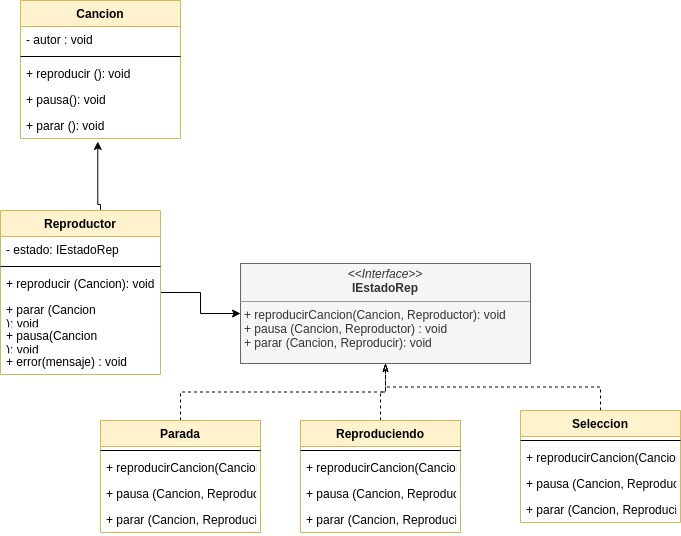 Cancion
- autor : void
+ reproducir (): void
+ pausa(): void
+ parar (): void
Reproductor
- estado: IEstadoRep
+ reproducir (Cancion): void
+ parar (Cancion
): void
+ pausa(Cancion
): void
+ error(mensaje) : void
<<Interface>>
IEstadoRep
+ reproducirCancion(Cancion, Reproductor): void
+ pausa (Cancion, Reproductor) : void
+ parar (Cancion, Reproducir): void
Parada
+ reproducirCancion(Cancio
+ pausa (Cancion, Reproduc
+ parar (Cancion, Reproduci
Reproduciendo
+ reproducirCancion(Cancio
+ pausa (Cancion, Reproduc
+ parar (Cancion, Reproduci
Seleccion
+ reproducirCancion(Cancio
+ pausa (Cancion, Reproduc
+ parar (Cancion, Reproduci